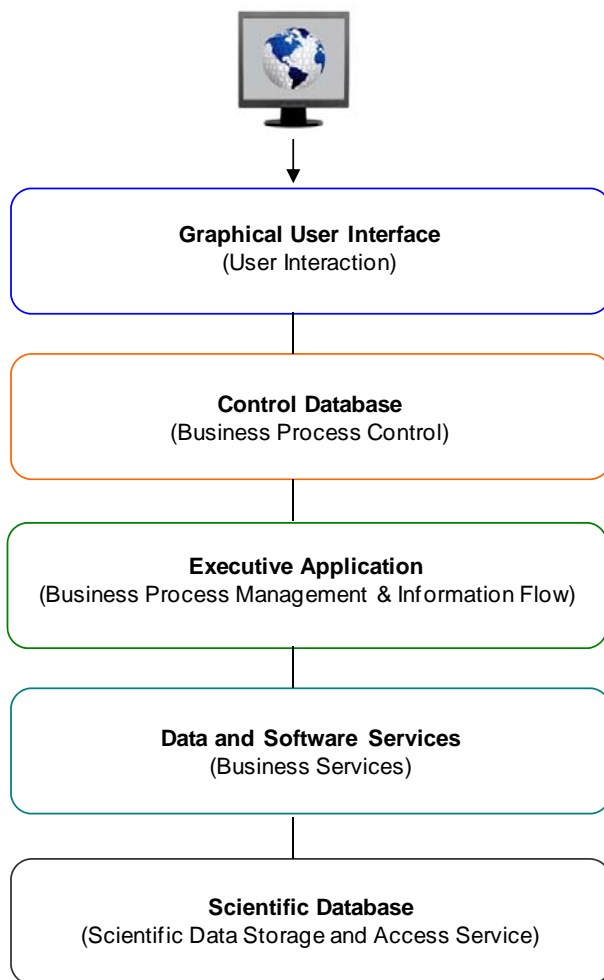 Graphical User Interface
(User Interaction)
Control Database
(Business Process Control)
Executive Application
(Business Process Management & Information Flow)
Data and Software Services
(Business Services)
Scientific Database
(Scientific Data Storage and Access Service)